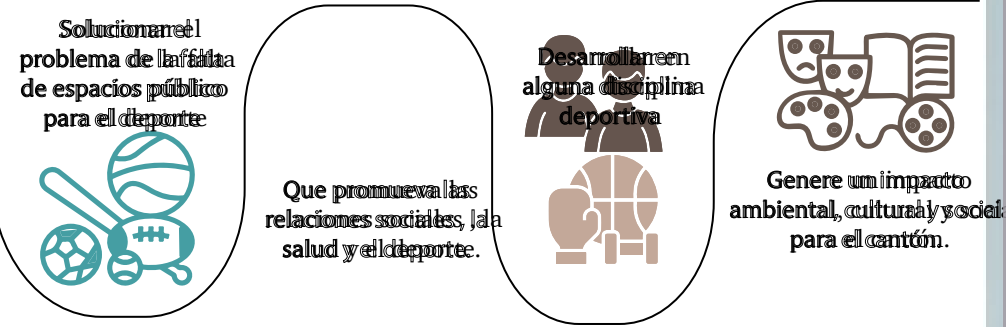 Solucionar el
problema de la falta
de espacios público
para el deporte
Que promueva las
relaciones sociales, la
salud y el deporte.
Desarrollar en
alguna disciplina
deportiva
Genere un impacto
ambiental, cultural y social
para el cantón.